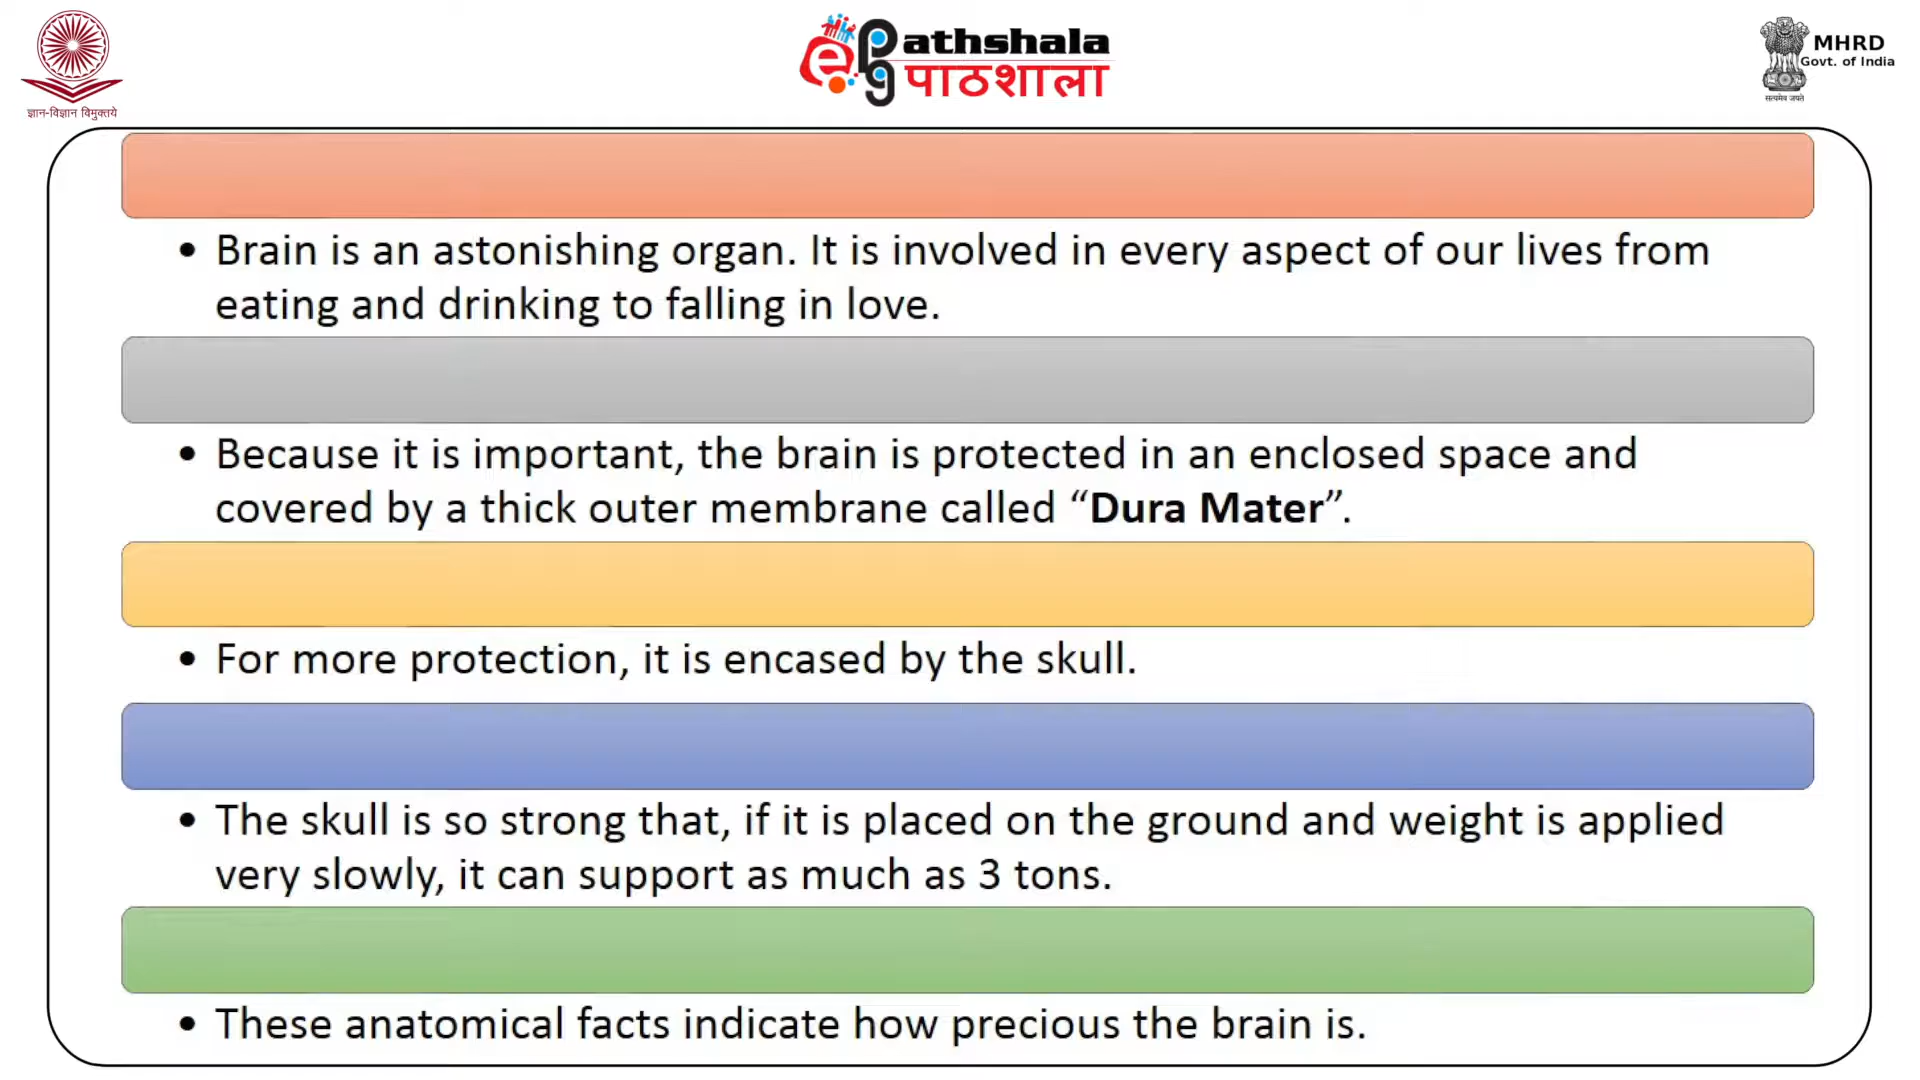 ज्ञान-विज्ञान विमुक्तये
e
pg
athshala
पाठशाला
MHRD
Govt. of India
सत्यमेव जयते
• Brain is an astonishing organ. It is involved in every aspect of our lives from
eating and drinking to falling in love.
• Because it is important, the brain is protected in an enclosed space and
covered by a thick outer membrane called “Dura Mater”.
• For more protection, it is encased by the skull.
• The skull is so strong that, if it is placed on the ground and weight is applied
very slowly, it can support as much as 3 tons.
• These anatomical facts indicate how precious the brain is.